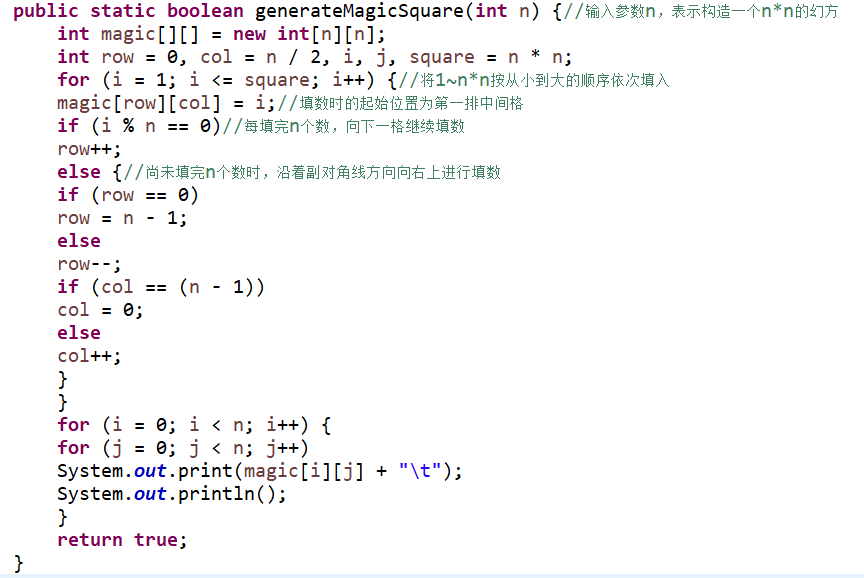 public static boolean generateMagicSquare(int n) {//输入参数n，表示构造一个n*n的幻方
int magic[][] = new int[n][n];
int row = 0, col = n / 2, i, j, square = n * n;
for (i = 1; i <= square; i++) {//将1~n*n按从小到大的顺序依次填入
magic[row][col] = i;//填数时的起始位置为第一排中间格
if (i % n == 0)//每填完n个数，向下一格继续填数
row++;
else {//尚未填完n个数时，沿着副对角线方向向右上进行填数
if (row == 0)
row = n - 1;
else
row--;
if (col == (n - 1))
col = 0;
else
col++;
}
}
for (i = 0; i < n; i++) {
for (j = 0; j < n; j++)
System.out.print(magic[i][j] + "\t");
System.out.println();
}
return true;
}